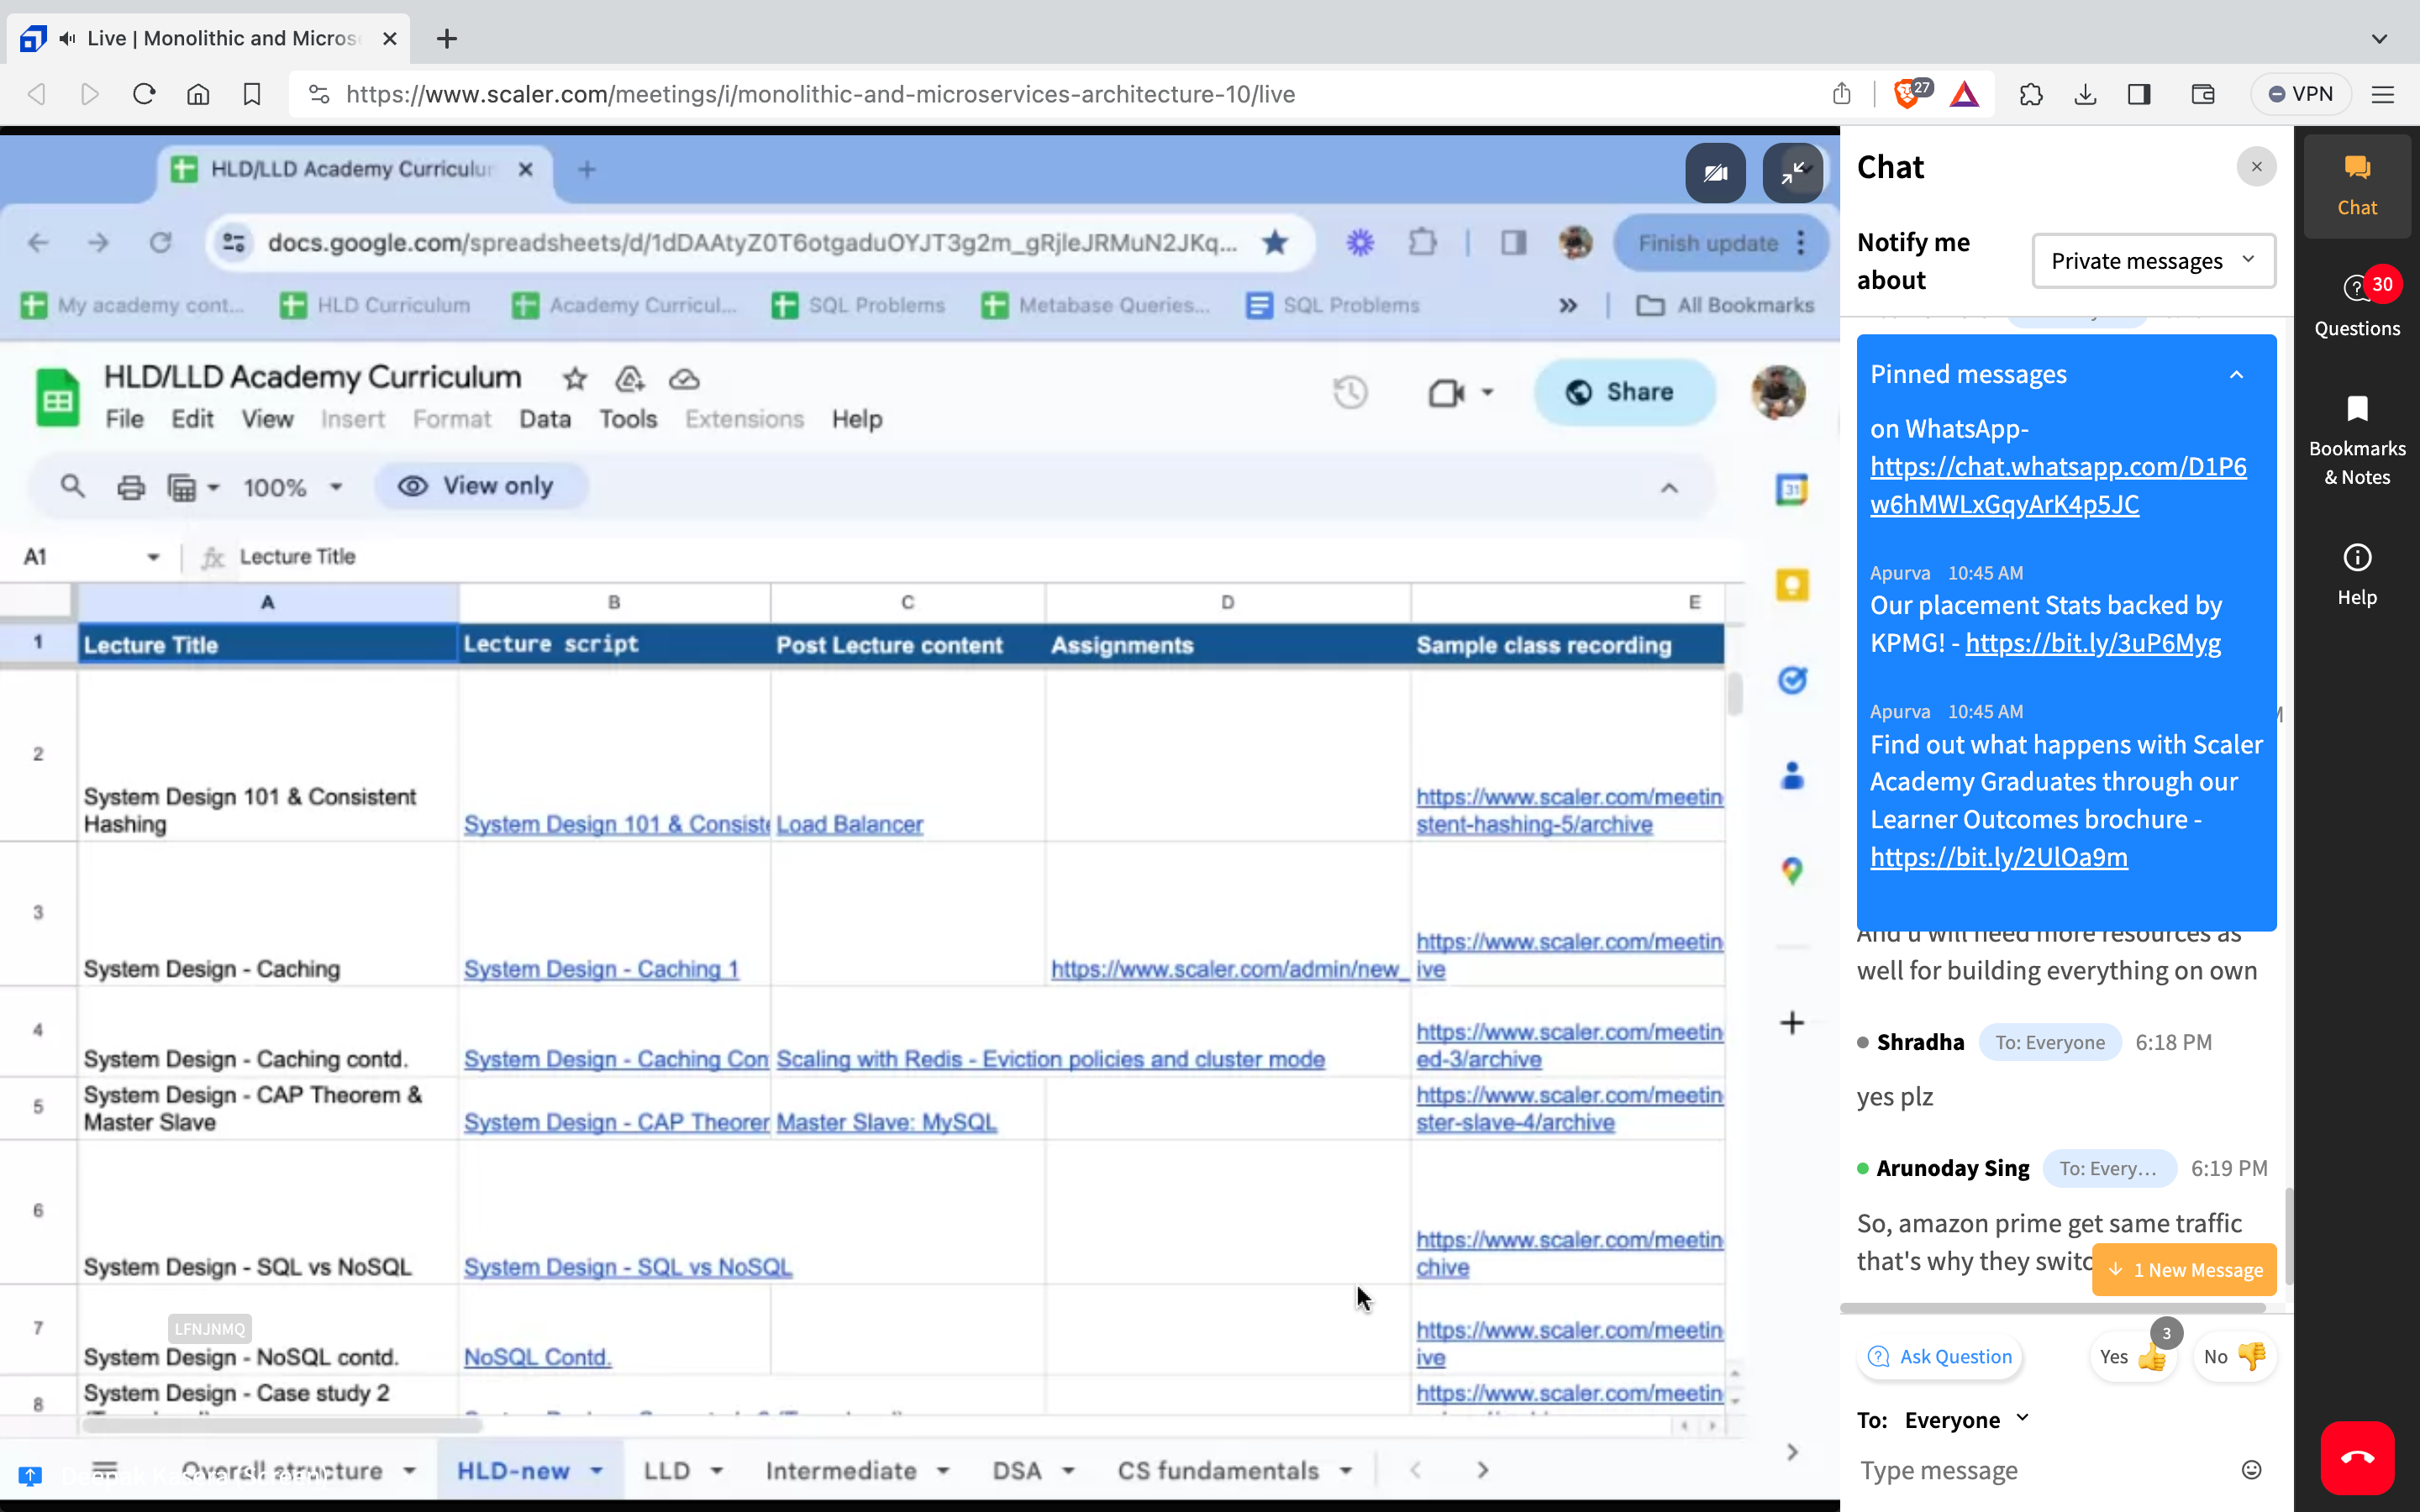 Live | Monolithic and Micros
https://www.scaler.com/meetings/i/monolithic-and-microservices-architecture-10/live
27
VPN
HLD/LLD Academy Curriculu
docs.google.com/spreadsheets/d/1dDAAtyZ0T6otgaduOYJT3g2m_gRjleJRMuN2JKq...
Finish update
My academy cont...
HLD Curriculum
Academy Curricul...
SQL Problems
Metabase Queries...
SQL Problems
All Bookmarks
HLD/LLD Academy Curriculum
File Edit View Insert Format Data Tools Extensions Help
Share
100%
View only
31
A1
fx Lecture Title
A B C D E
1 Lecture Title Lecture script Post Lecture content Assignments Sample class recording
2 System Design 101 & Consistent
Hashing
System Design 101 & Consiste
Load Balancer
https://www.scaler.com/meetin
stent-hashing-5/archive
3 System Design - Caching
System Design - Caching 1
https://www.scaler.com/admin/new_
https://www.scaler.com/meetin
ive
4 System Design - Caching contd.
System Design - Caching Con
Scaling with Redis - Eviction policies and cluster mode
https://www.scaler.com/meetin
ed-3/archive
5 System Design - CAP Theorem &
Master Slave
System Design - CAP Theorer
Master Slave: MySQL
https://www.scaler.com/meetin
ster-slave-4/archive
6 System Design - SQL vs NoSQL
System Design - SQL vs NoSQL
https://www.scaler.com/meetin
chive
LFNJNMQ
7 System Design - NoSQL contd.
NoSQL Contd.
https://www.scaler.com/meetin
ive
8 System Design - Case study 2
https://www.scaler.com/meetin
Overall structure
HLD-new
LLD
Intermediate
DSA
CS fundamentals
Deepak Kasera (Screen)
Chat
Notify me
about
Private messages
Pinned messages
on WhatsApp-
https://chat.whatsapp.com/D1P6
w6hMWLxGqyArK4p5JC
Apurva 10:45 AM
Our placement Stats backed by
KPMG! - https://bit.ly/3uP6Myg
Apurva 10:45 AM
Find out what happens with Scaler
Academy Graduates through our
Learner Outcomes brochure -
https://bit.ly/2UlOa9m
And u will need more resources as
well for building everything on own
Shradha To: Everyone 6:18 PM
yes plz
Arunoday Sing To: Every... 6:19 PM
So, amazon prime get same traffic
that's why they switc
1 New Message
Ask Question
Yes
3
No
To: Everyone
Type message
Chat
30
Questions
Bookmarks
& Notes
Help